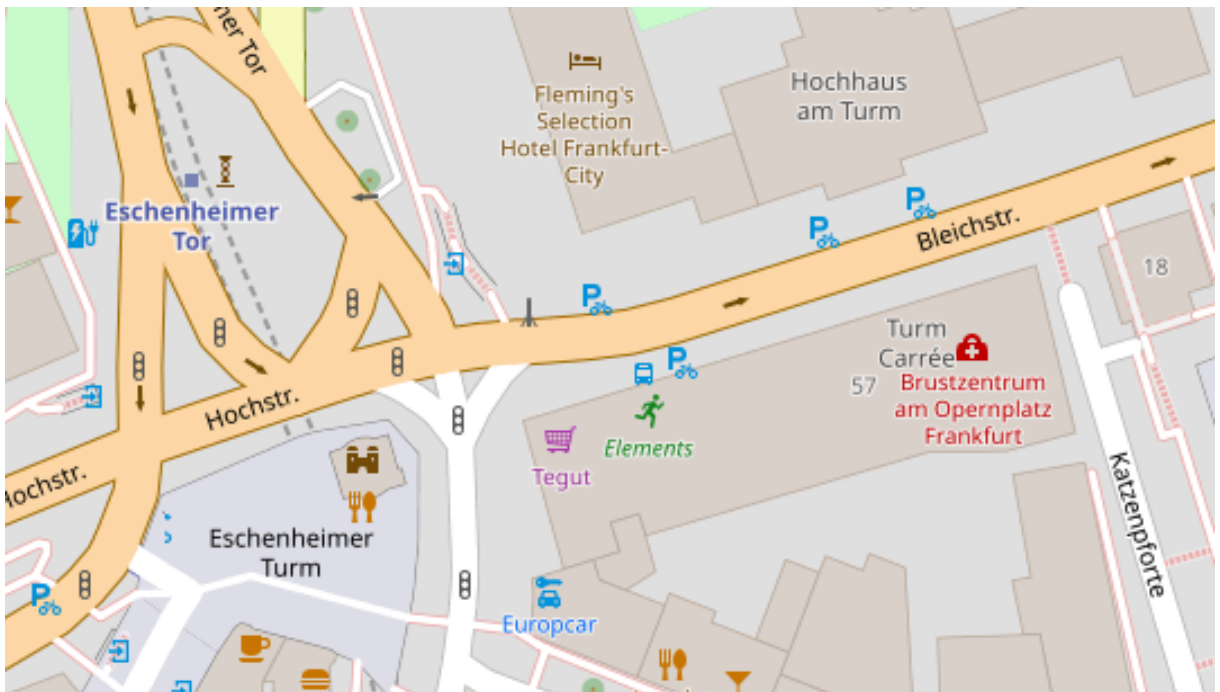 ner Tor
Fleming's
Selection
Hotel Frankfurt-
City
Hochhaus
am Turm
Eschenheimer
Tor
Bleichstr.
18
Turm
Carrée
57
Brustzentrum
am Opernplatz
Frankfurt
Hochstr.
Elements
Tegut
Hochstr.
Eschenheimer
Turm
Katzenpforte
Europcar
P
P
P
P
P